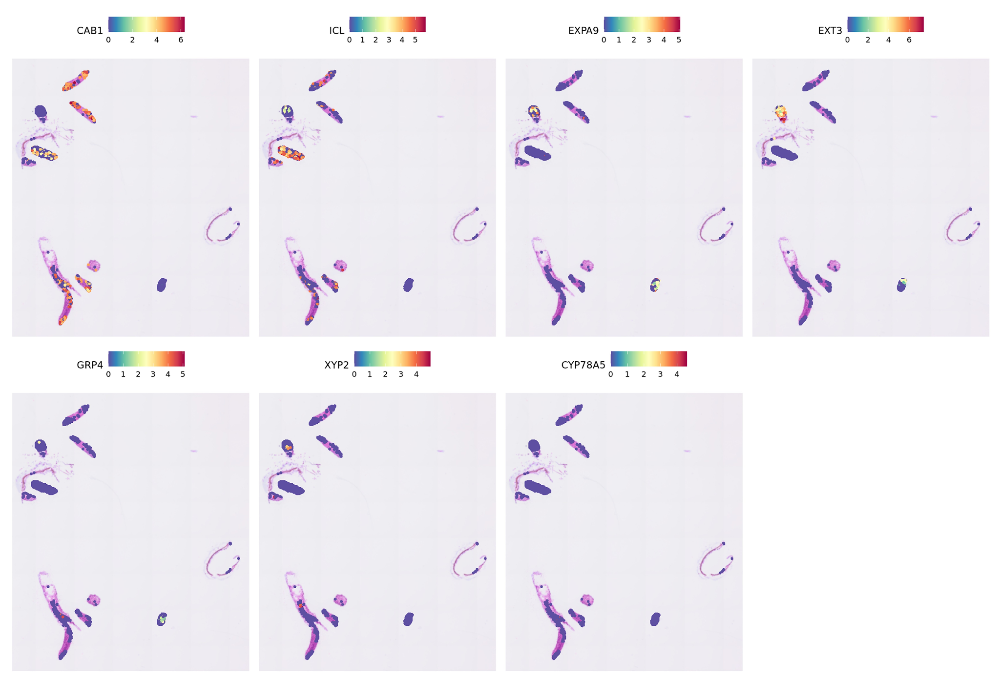 CAB1
0 2 4 6
ICL
0 1 2 3 4 5
EXPA9
0 1 2 3 4 5
EXT3
0 2 4 6
GRP4
0 1 2 3 4 5
XYP2
0 1 2 3 4
CYP78A5
0 1 2 3 4